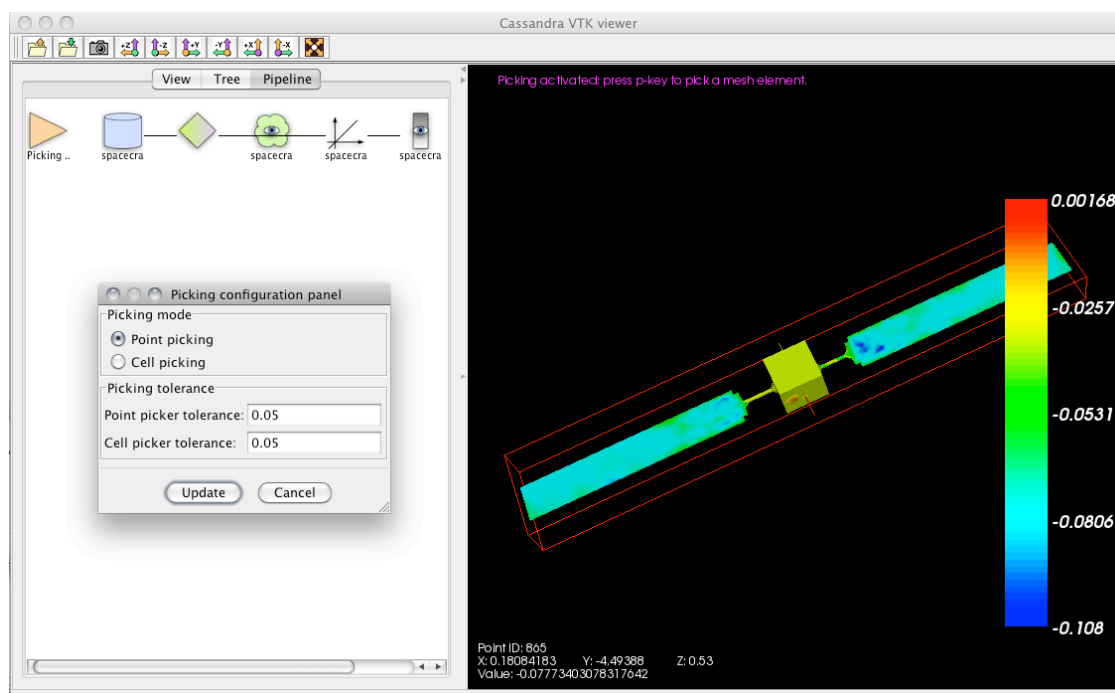 Cassandra VTK viewer
+Z -Z +Y -Y +X -X
View Tree Pipeline
Picking .. spacecra spacecra spacecra spacecra
Picking configuration panel
Picking mode
Point picking
Cell picking
Picking tolerance
Point picker tolerance: 0.05
Cell picker tolerance: 0.05
Update Cancel
Picking activated: press p-key to pick a mesh element.
0.00168
-0.0257
-0.0531
-0.0806
-0.108
Point ID: 865
X: 0.18084183 Y: -4.49388 Z: 0.53
Value: -0.07773403078317642